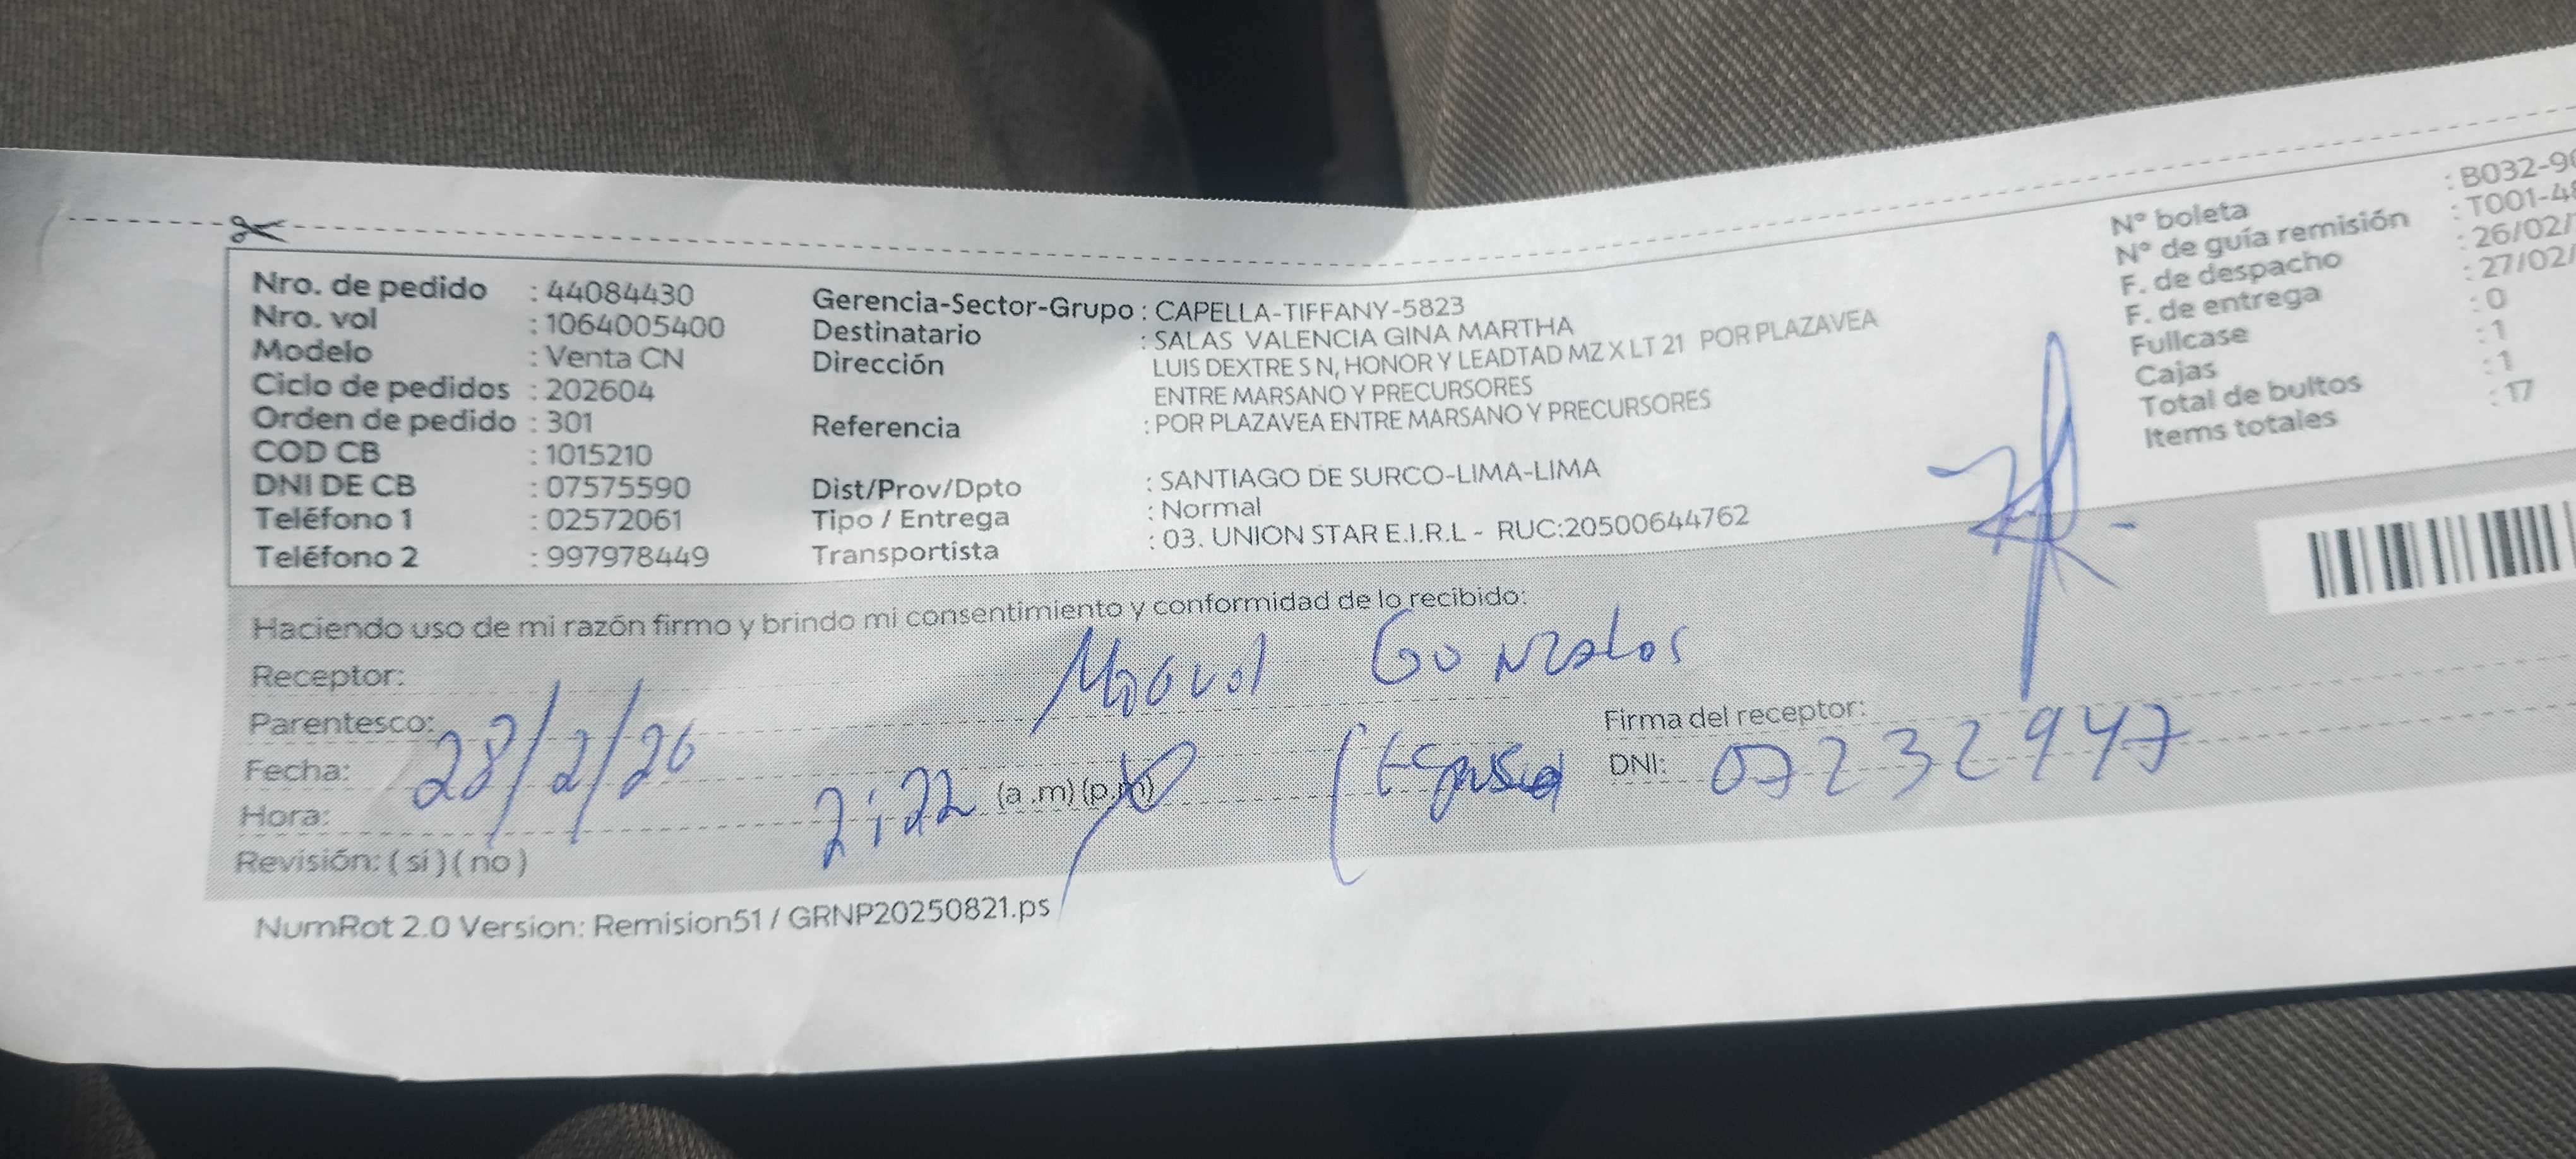 Nro. de pedido : 44084430
Nro. vol : 1064005400
Modelo : Venta CN
Ciclo de pedidos : 202604
Orden de pedido : 301
COD CB : 1015210
DNI DE CB : 07575590
Teléfono 1 : 02572061
Teléfono 2 : 997978449
Gerencia-Sector-Grupo : CAPELLA-TIFFANY-5823
Destinatario : SALAS VALENCIA GINA MARTHA
Dirección LUIS DEXTRE S N, HONOR Y LEADTAD MZ X LT 21 POR PLAZAVEA
ENTRE MARSANO Y PRECURSORES
Referencia : POR PLAZAVEA ENTRE MARSANO Y PRECURSORES
Dist/Prov/Dpto : SANTIAGO DE SURCO-LIMA-LIMA
Tipo / Entrega : Normal
Transportista : 03. UNION STAR E.I.R.L - RUC:20500644762
N° boleta : B032-90
N° de guía remisión : T001-48
F. de despacho : 26/02/
F. de entrega : 27/02/
Fullcase : 0
Cajas : 1
Total de bultos : 1
Items totales : 17
Haciendo uso de mi razón firmo y brindo mi consentimiento y conformidad de lo recibido:
Receptor: Miguel Gonzales
Parentesco:
Firma del receptor:
Fecha: 28/2/26
DNI: 07232947
Hora: 2:22 (a .m) (p.m)
Revisión: ( si ) ( no )
NumRot 2.0 Version: Remision51 / GRNP20250821.ps